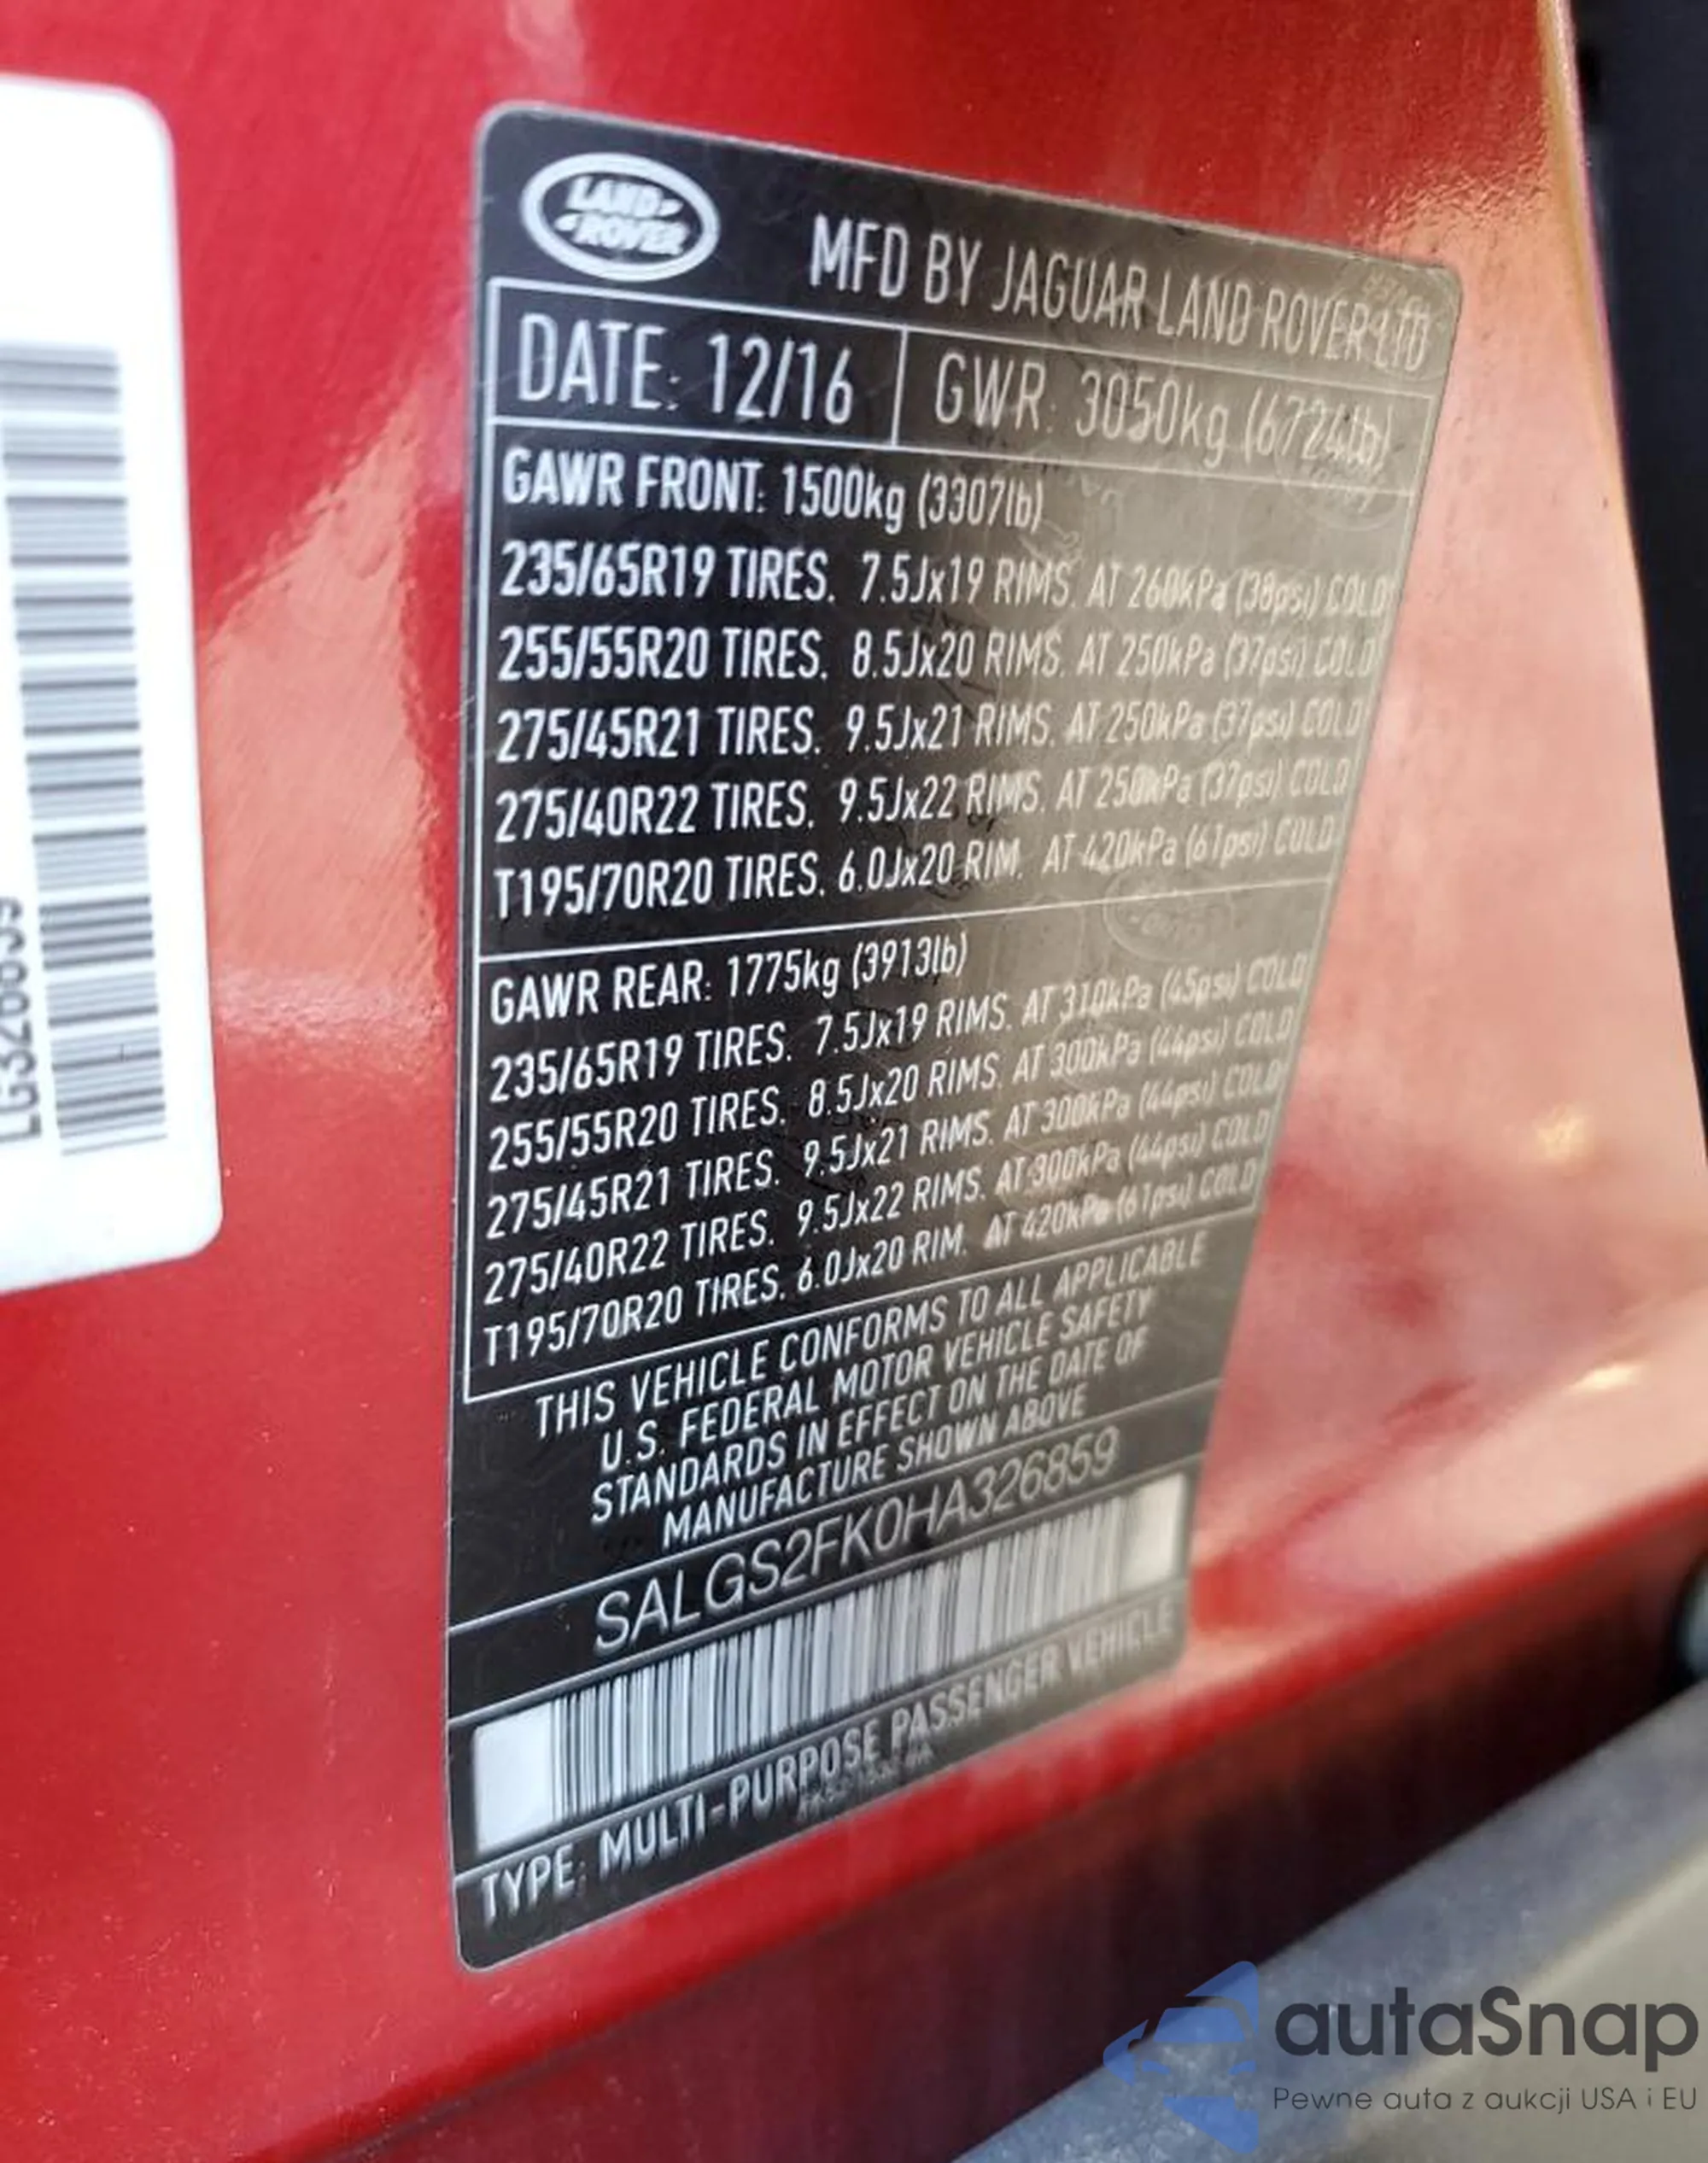 LAND
ROVER
MFD BY JAGUAR LAND ROVER LTD
DATE: 12/16
GWR: 3050kg (6724lb)
GAWR FRONT: 1500kg (3307lb)
235/65R19 TIRES. 7.5Jx19 RIMS. AT 260kPa (38psi) COLD
255/55R20 TIRES. 8.5Jx20 RIMS. AT 250kPa (37psi) COLD
275/45R21 TIRES. 9.5Jx21 RIMS. AT 250kPa (37psi) COLD
275/40R22 TIRES. 9.5Jx22 RIMS. AT 250kPa (37psi) COLD
T195/70R20 TIRES. 6.0Jx20 RIM. AT 420kPa (61psi) COLD
GAWR REAR: 1775kg (3913lb)
235/65R19 TIRES. 7.5Jx19 RIMS. AT 310kPa (45psi) COLD
255/55R20 TIRES. 8.5Jx20 RIMS. AT 300kPa (44psi) COLD
275/45R21 TIRES. 9.5Jx21 RIMS. AT 300kPa (44psi) COLD
275/40R22 TIRES. 9.5Jx22 RIMS. AT 300kPa (44psi) COLD
T195/70R20 TIRES. 6.0Jx20 RIM. AT 420kPa (61psi) COLD
THIS VEHICLE CONFORMS TO ALL APPLICABLE
U.S. FEDERAL MOTOR VEHICLE SAFETY
STANDARDS IN EFFECT ON THE DATE OF
MANUFACTURE SHOWN ABOVE
SALGS2FK0HA326859
TYPE: MULTI-PURPOSE PASSENGER VEHICLE
autaSnap
Pewne auta z aukcji USA i EU